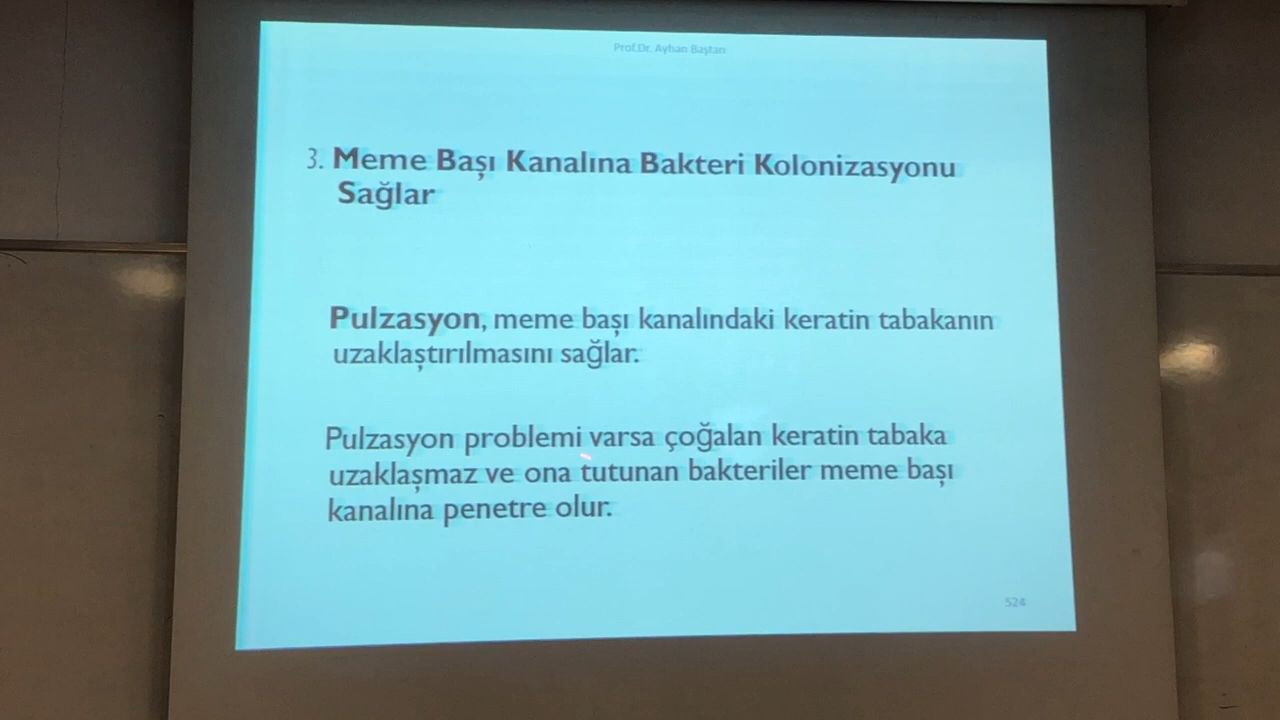 Prof.Dr. Ayhan Baştan
3. Meme Başı Kanalına Bakteri Kolonizasyonu
Sağlar
Pulzasyon, meme başı kanalındaki keratin tabakanın
uzaklaştırılmasını sağlar.
Pulzasyon problemi varsa çoğalan keratin tabaka
uzaklaşmaz ve ona tutunan bakteriler meme başı
kanalına penetre olur.
524